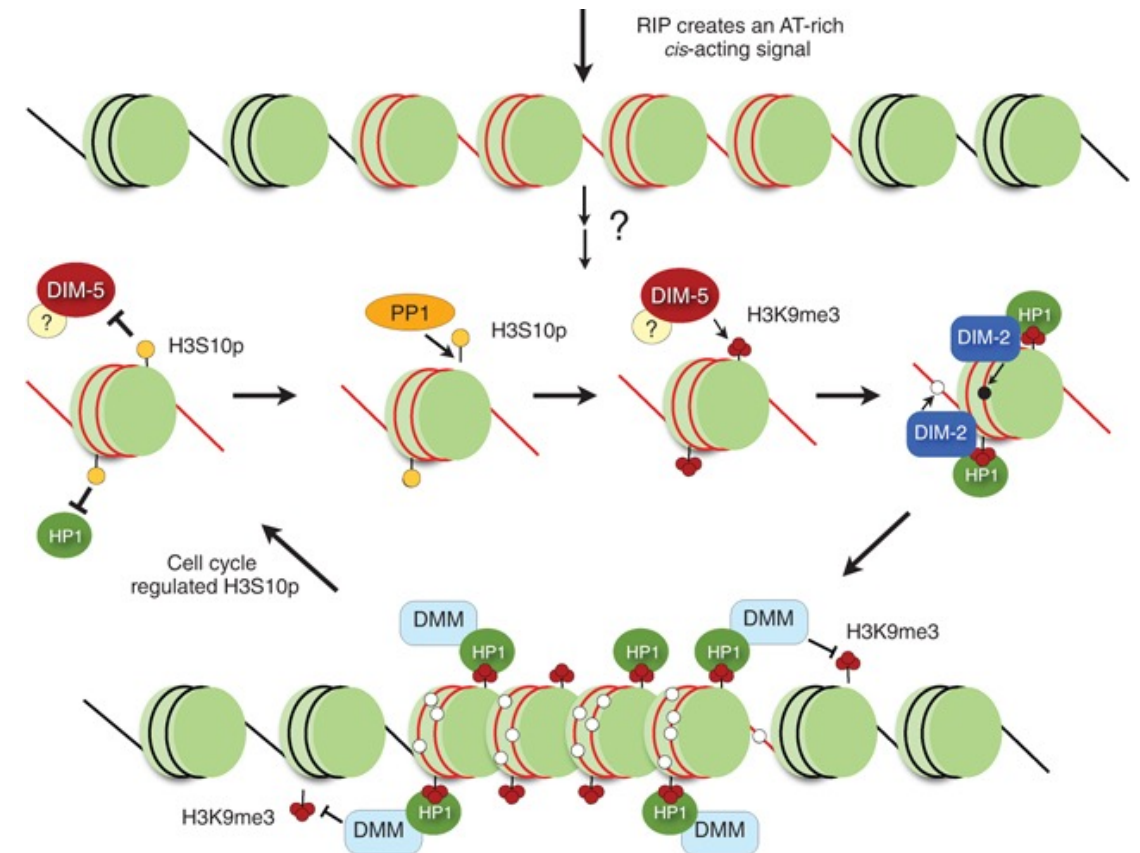 RIP creates an AT-rich
cis-acting signal
?
DIM-5
?
H3S10p
HP1
PP1
H3S10p
DIM-5
?
H3K9me3
HP1
DIM-2
DIM-2
HP1
Cell cycle
regulated H3S10p
DMM
HP1
HP1
HP1
DMM
H3K9me3
H3K9me3
DMM
HP1
HP1
DMM